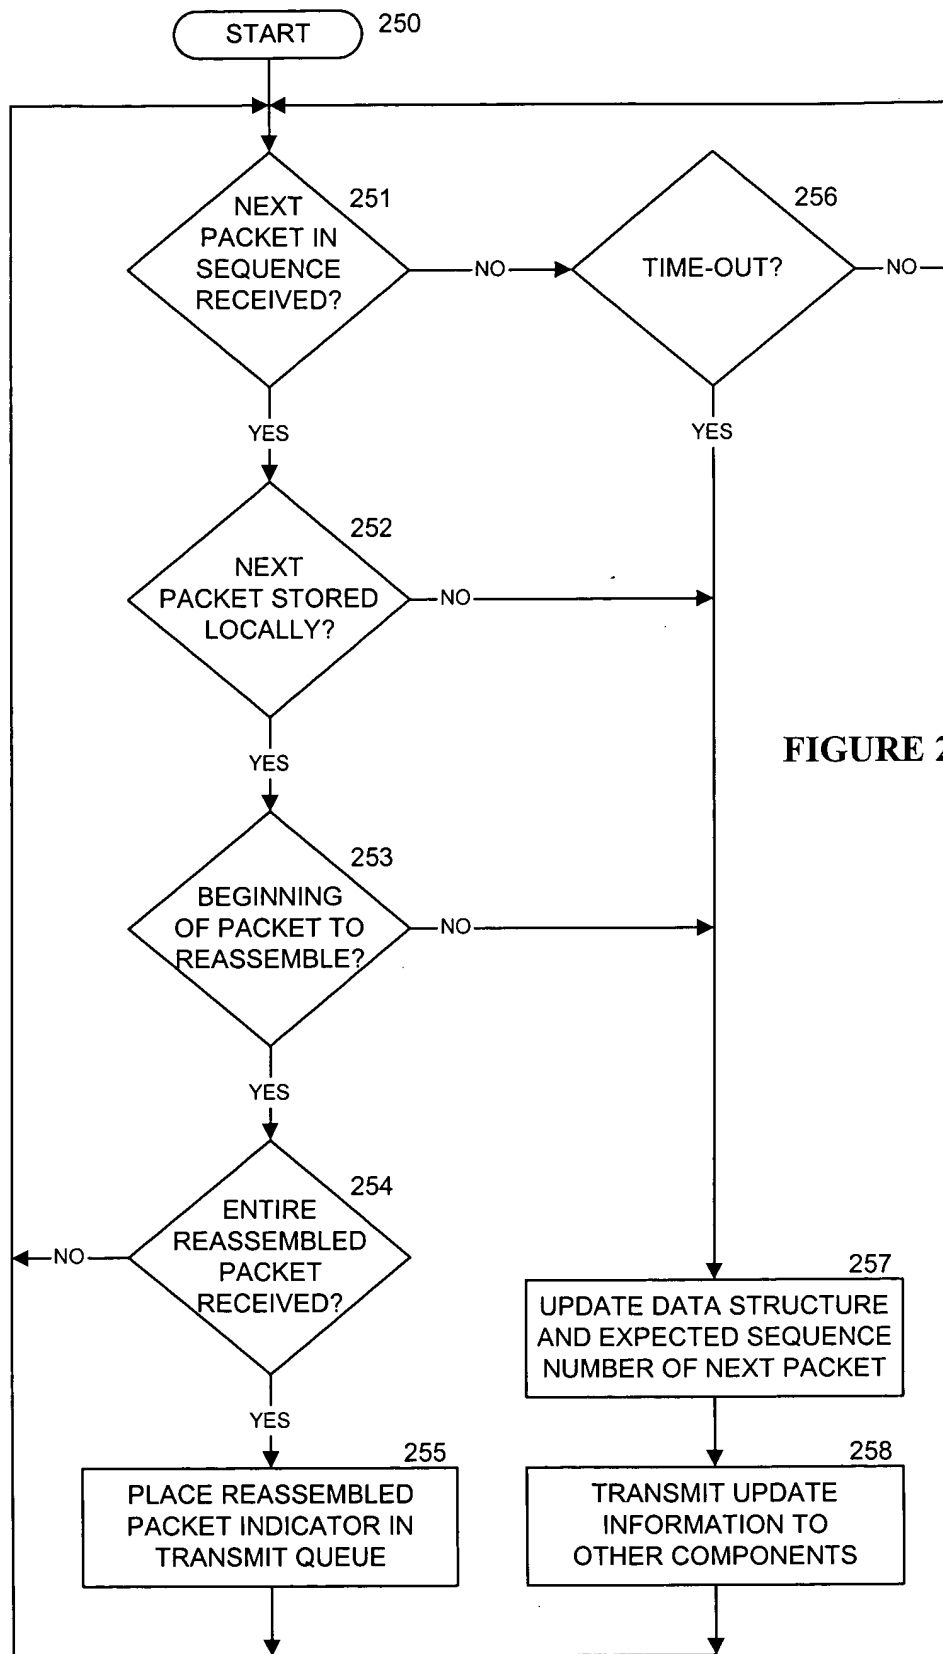 START
250
NEXT
PACKET IN
SEQUENCE
RECEIVED?
251
NO
TIME-OUT?
256
NO
YES
YES
NEXT
PACKET STORED
LOCALLY?
252
NO
YES
FIGURE 2
BEGINNING
OF PACKET TO
REASSEMBLE?
253
NO
YES
ENTIRE
REASSEMBLED
PACKET
RECEIVED?
254
NO
YES
257
UPDATE DATA STRUCTURE
AND EXPECTED SEQUENCE
NUMBER OF NEXT PACKET
255
PLACE REASSEMBLED
PACKET INDICATOR IN
TRANSMIT QUEUE
258
TRANSMIT UPDATE
INFORMATION TO
OTHER COMPONENTS